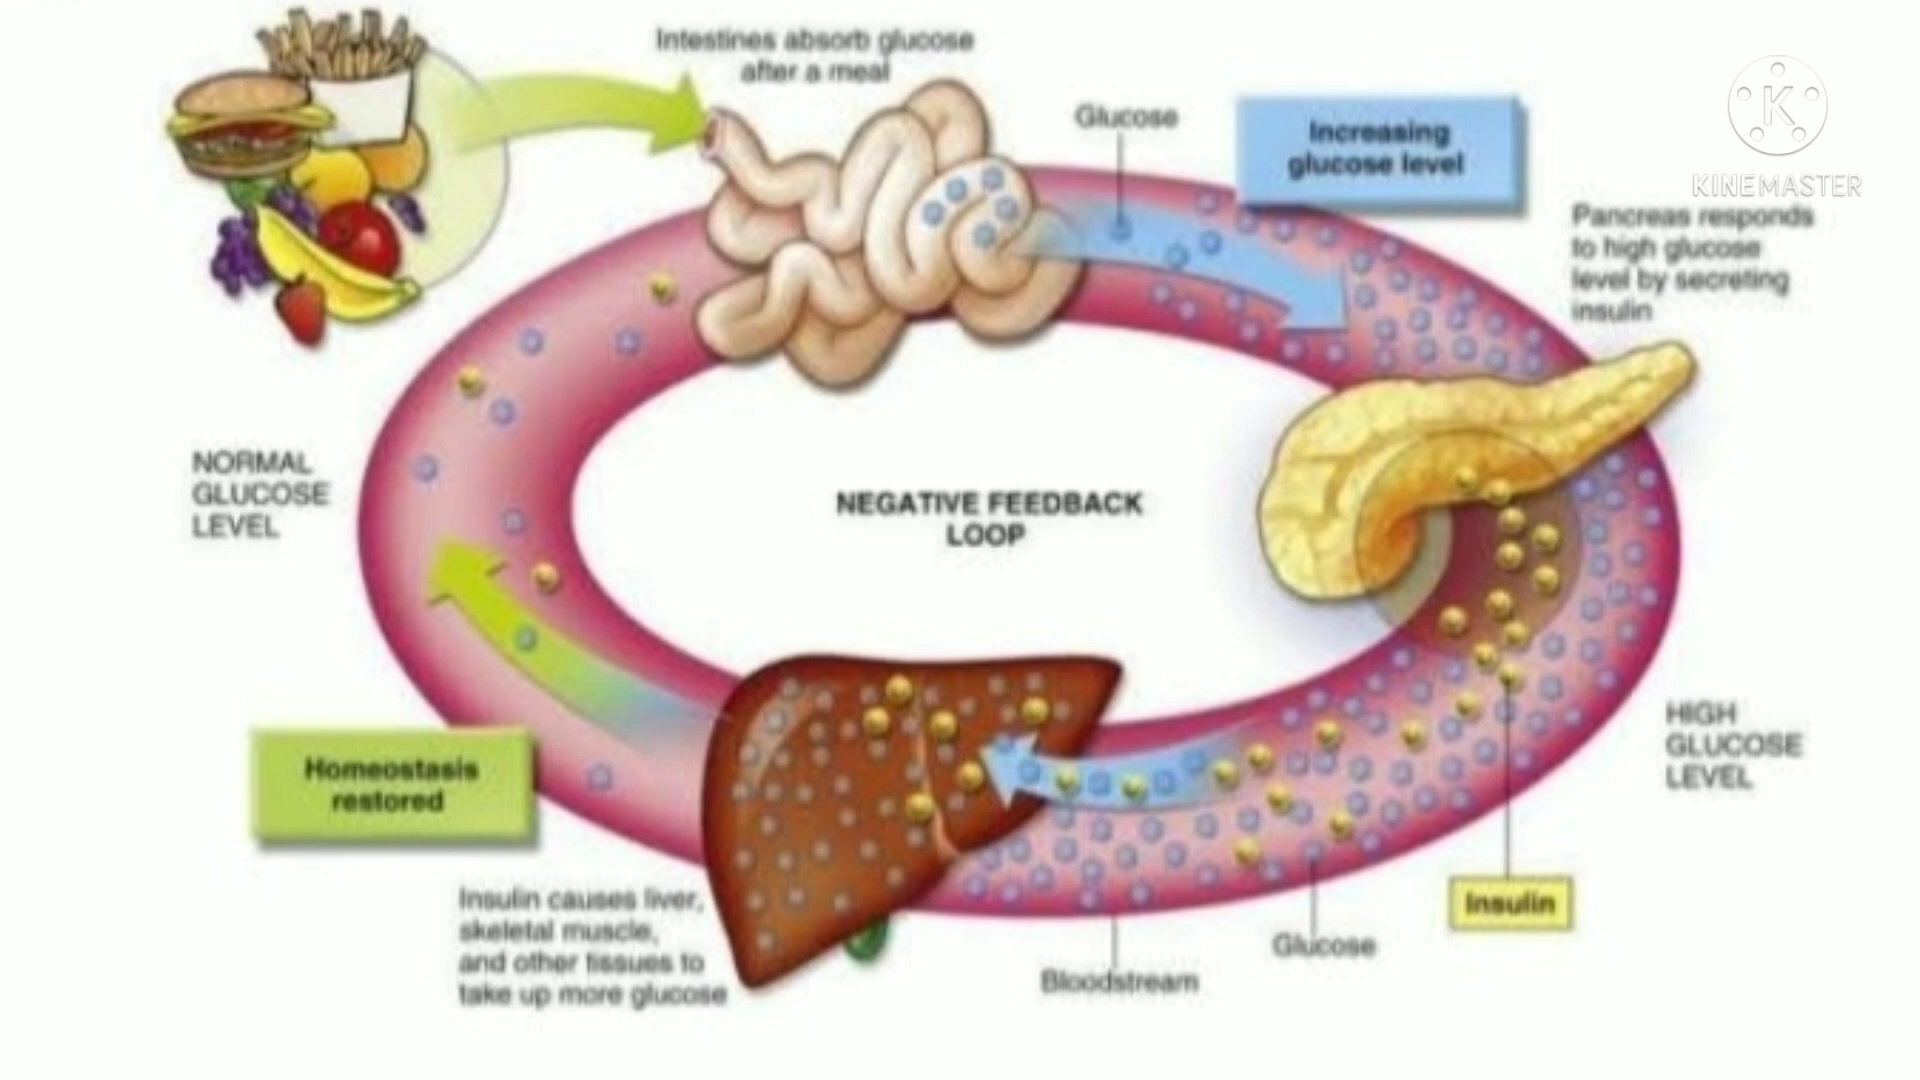 Intestines absorb glucose
after a meal
Glucose
Increasing
glucose level
K
KINEMASTER
Pancreas responds
to high glucose
level by secreting
insulin
NORMAL
GLUCOSE
LEVEL
NEGATIVE FEEDBACK
LOOP
HIGH
GLUCOSE
LEVEL
Homeostasis
restored
Insulin causes liver,
skeletal muscle,
and other tissues to
take up more glucose
Bloodstream
Glucose
Insulin